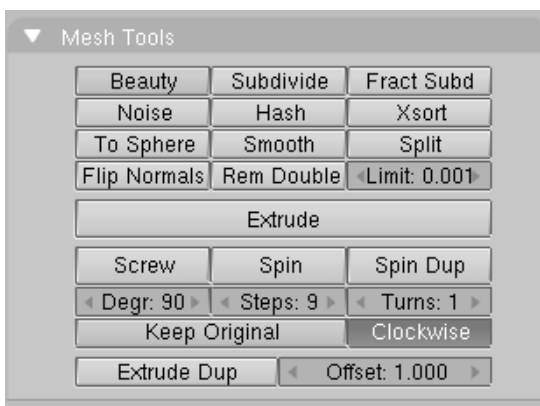 Mesh Tools
Beauty Subdivide Fract Subd
Noise Hash Xsort
To Sphere Smooth Split
Flip Normals Rem Double Limit: 0.001
Extrude
Screw Spin Spin Dup
Degr: 90 Steps: 9 Turns: 1
Keep Original Clockwise
Extrude Dup Offset: 1.000